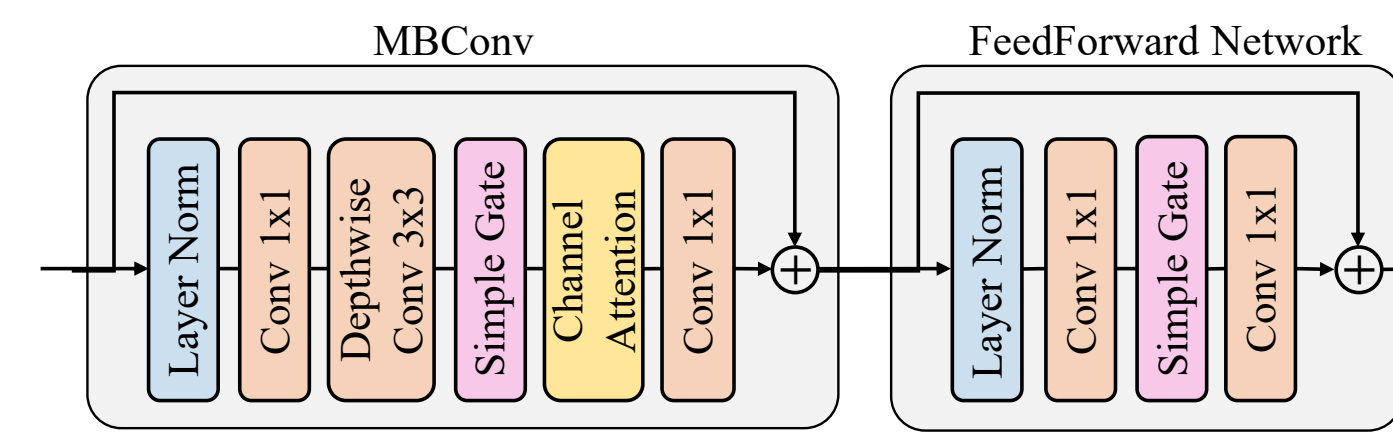 MBConv
FeedForward Network
Layer Norm
Conv 1x1
Depthwise
Conv 3x3
Simple Gate
Channel
Attention
Conv 1x1
Layer Norm
Conv 1x1
Simple Gate
Conv 1x1